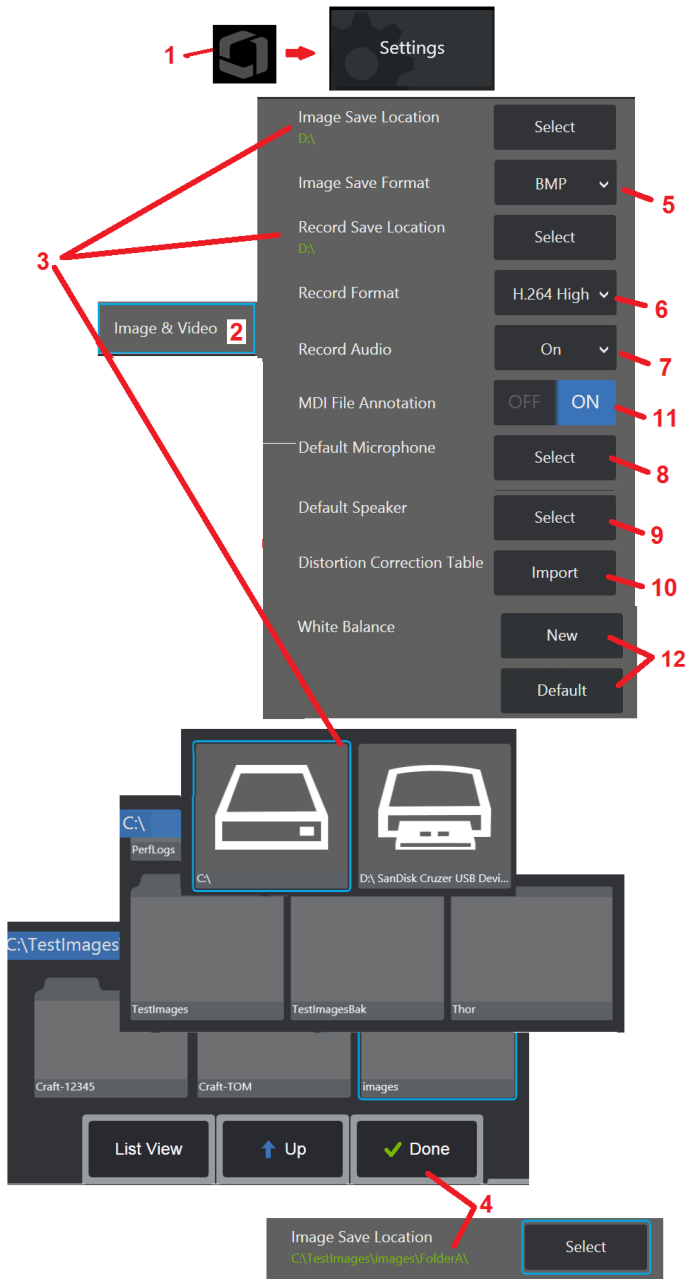 1
Settings
Image Save Location
D:\
Select
Image Save Format
BMP
5
Record Save Location
D:\
Select
3
Record Format
H.264 High
6
Image & Video 2
Record Audio
On
7
MDI File Annotation
OFF ON
11
Default Microphone
Select
8
Default Speaker
Select
9
Distortion Correction Table
Import
10
White Balance
New
12
Default
C:\
PerfLogs
C:\
D:\ SanDisk Cruzer USB Devi...
C:\TestImages
TestImages
TestImagesBak
Thor
Craft-12345
Craft-TOM
images
List View
Up
Done
4
Image Save Location
C:\TestImages\images\FolderA\
Select